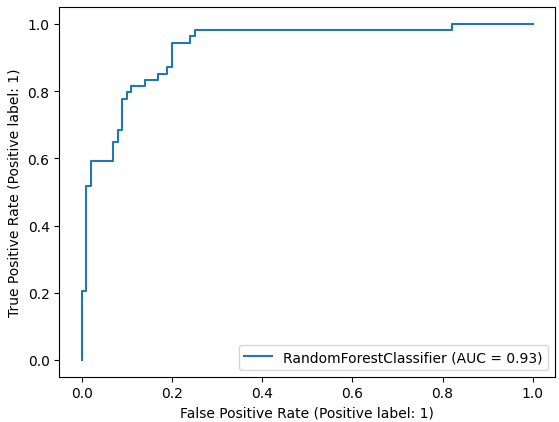 1.0
0.8
0.6
0.4
0.2
0.0
True Positive Rate (Positive label: 1)
RandomForestClassifier (AUC = 0.93)
0.0 0.2 0.4 0.6 0.8 1.0
False Positive Rate (Positive label: 1)